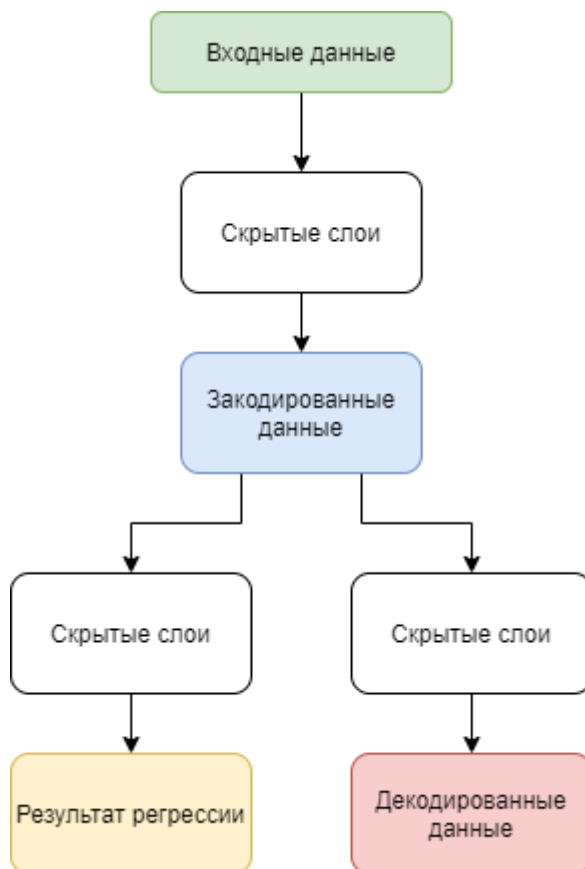 Входные данные
Скрытые слои
Закодированные
данные
Скрытые слои
Скрытые слои
Результат регрессии
Декодированные
данные